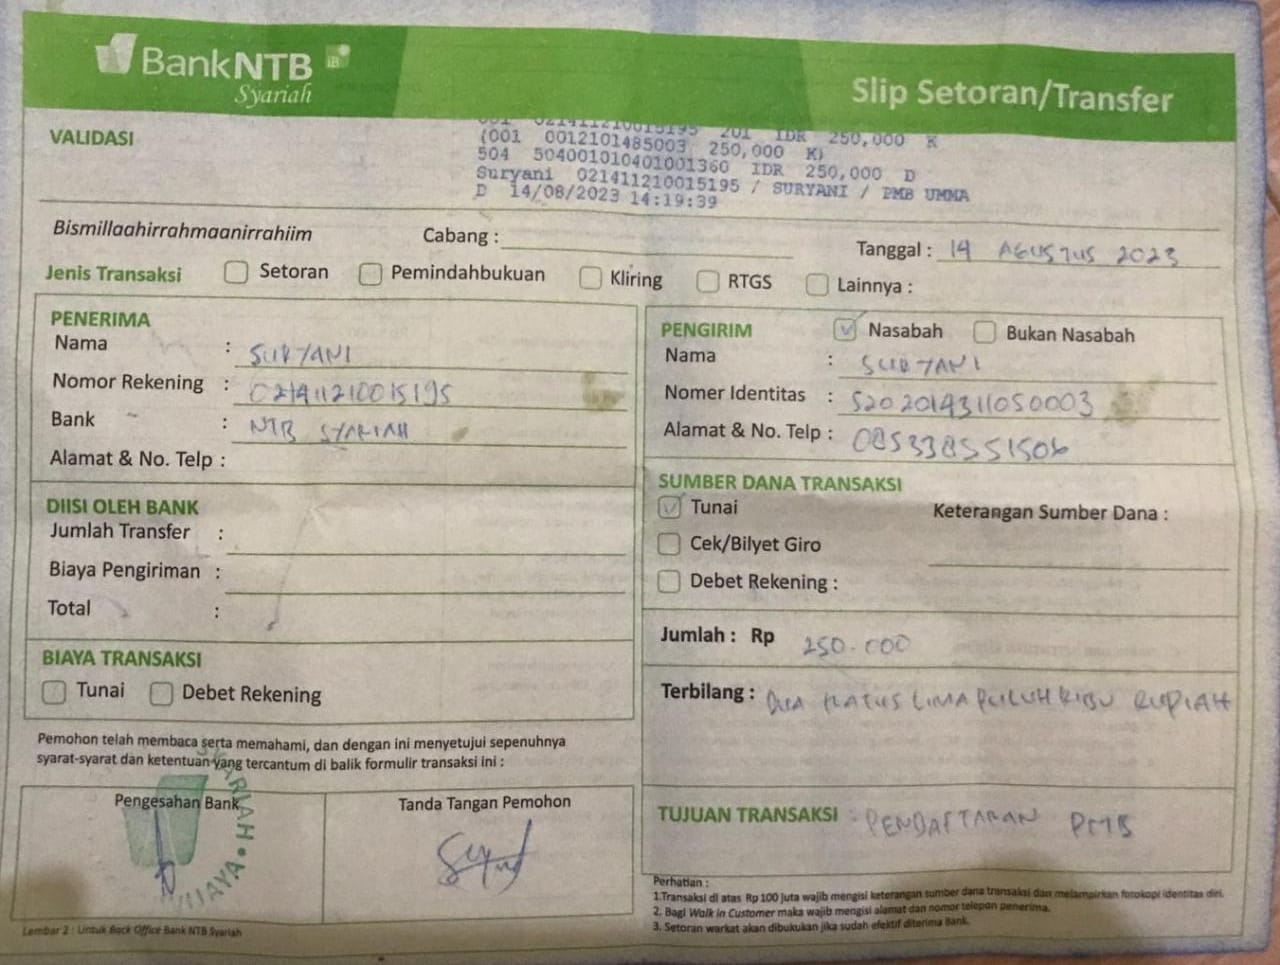 BankNTB iB
Syariah
Slip Setoran/Transfer
VALIDASI
001 021411210015195 201 IDR 250,000 K
(001 0012101485003 250,000 K)
504 504001010401001360 IDR 250,000 D
Suryani 021411210015195 / SURYANI / PMB UMMA
D 14/08/2023 14:19:39
Bismillaahirrahmaanirrahiim
Cabang :
Tanggal : 14 AGUSTUS 2023
Jenis Transaksi Setoran Pemindahbukuan Kliring RTGS Lainnya :
PENERIMA
Nama : SURYANI
Nomor Rekening : 021411210015195
Bank : NTB SYARIAH
Alamat & No. Telp :
DIISI OLEH BANK
Jumlah Transfer :
Biaya Pengiriman :
Total :
BIAYA TRANSAKSI
Tunai Debet Rekening
PENGIRIM Nasabah Bukan Nasabah
Nama : SURYANI
Nomer Identitas : 5202014311050003
Alamat & No. Telp : 085338551506
SUMBER DANA TRANSAKSI
Tunai Keterangan Sumber Dana :
Cek/Bilyet Giro
Debet Rekening :
Jumlah : Rp 250.000
Terbilang : DUA RATUS LIMA PULUH RIBU RUPIAH
TUJUAN TRANSAKSI : PENDAFTARAN PMB
Pemohon telah membaca serta memahami, dan dengan ini menyetujui sepenuhnya
syarat-syarat dan ketentuan yang tercantum di balik formulir transaksi ini :
Pengesahan Bank
Tanda Tangan Pemohon
Perhatian :
1.Transaksi di atas Rp 100 juta wajib mengisi keterangan sumber dana transaksi dan melampirkan fotokopi identitas diri.
2. Bagi Walk in Customer maka wajib mengisi alamat dan nomor telepon penerima.
3. Setoran warkat akan dibukukan jika sudah efektif diterima Bank.
Lembar 2 : Untuk Back Office Bank NTB Syariah